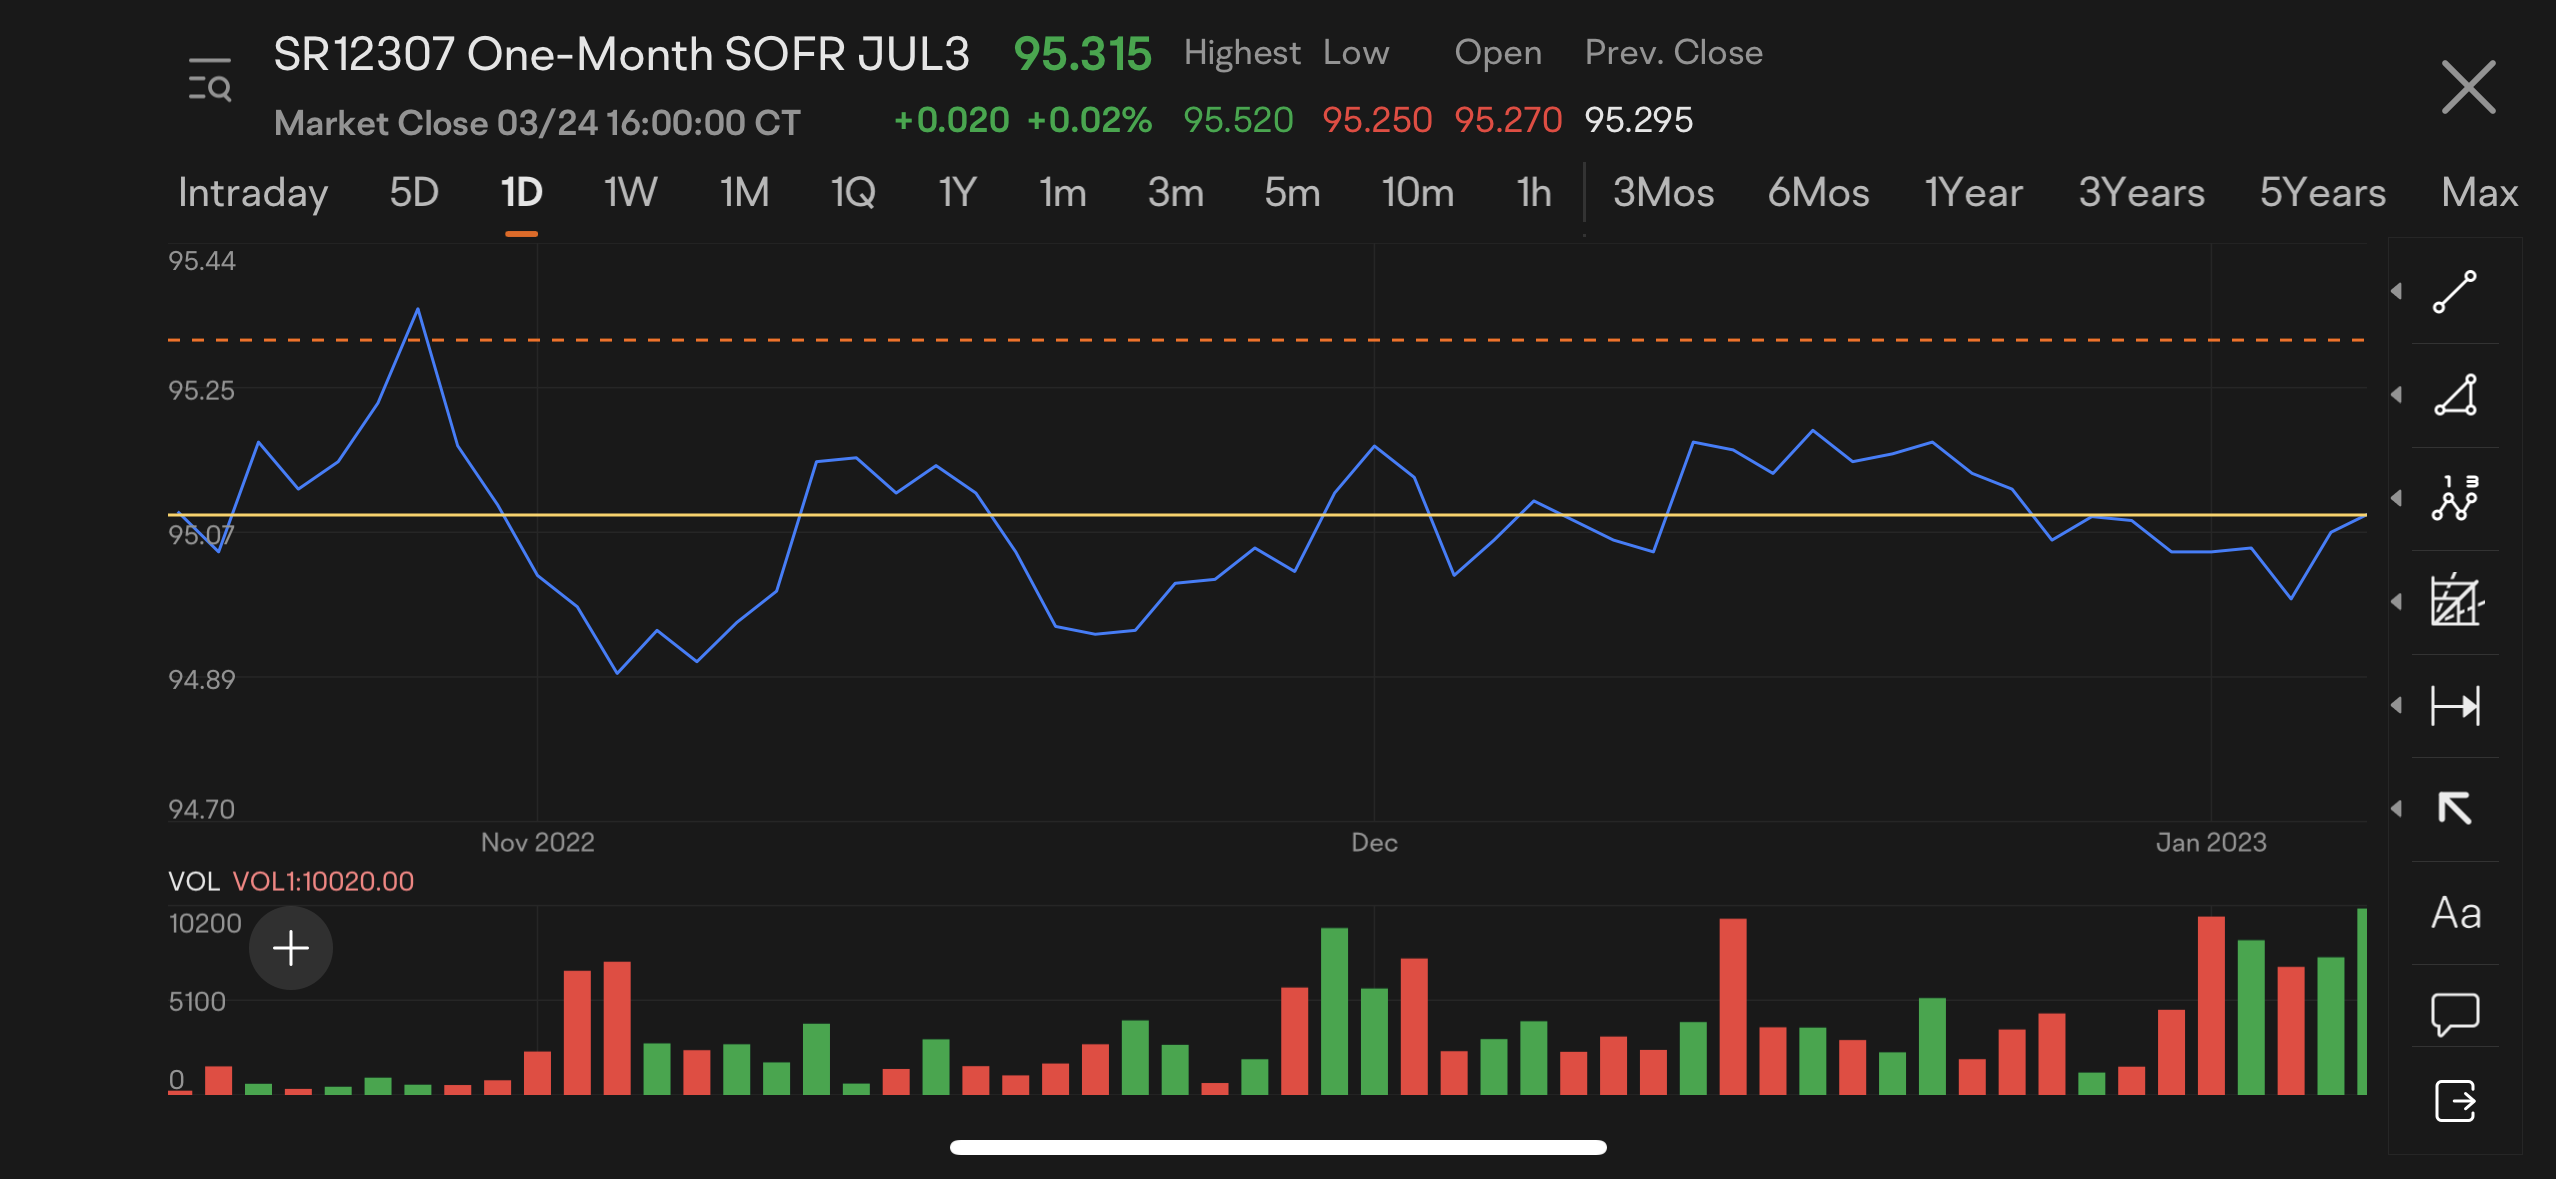 SR12307 One-Month SOFR JUL3 95.315 Highest Low Open Prev. Close
Market Close 03/24 16:00:00 CT +0.020 +0.02% 95.520 95.250 95.270 95.295
Intraday 5D 1D 1W 1M 1Q 1Y 1m 3m 5m 10m 1h 3Mos 6Mos 1Year 3Years 5Years Max
95.44
95.25
95.07
94.89
94.70
Nov 2022 Dec Jan 2023
VOL VOL1:10020.00
10200
5100
0
1 3
Aa